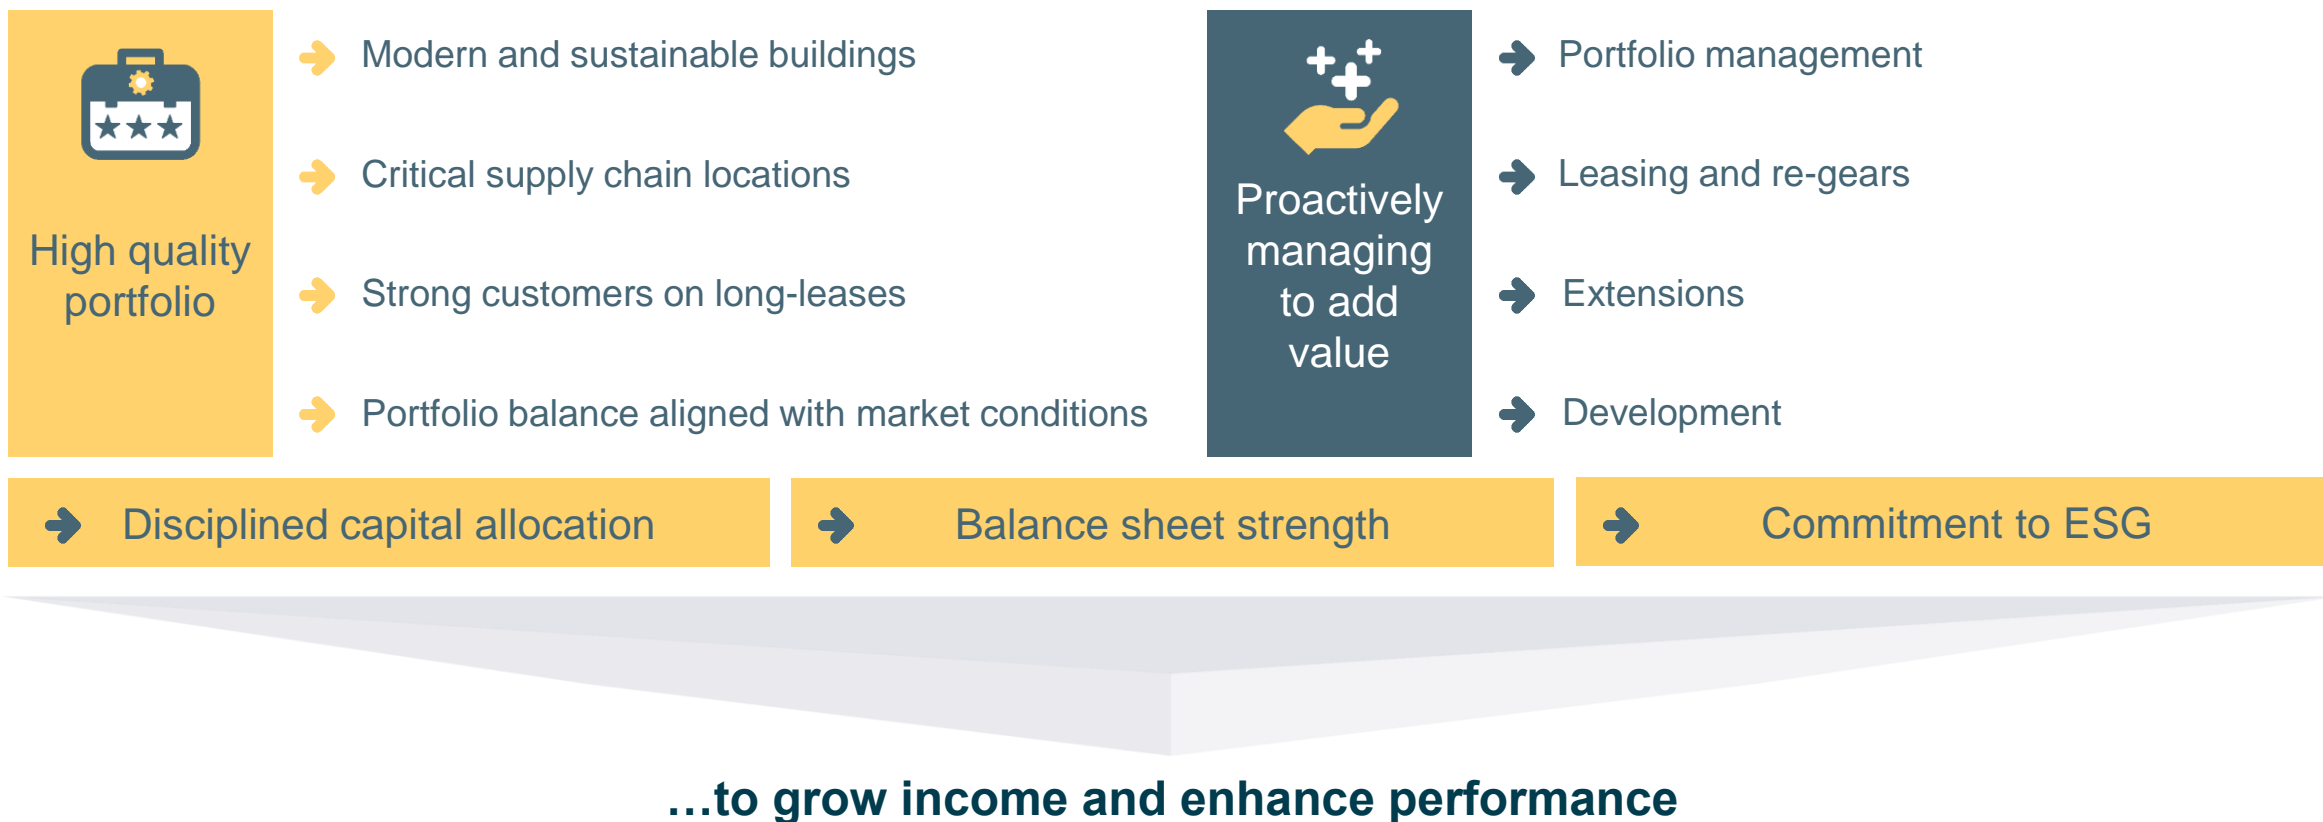 High quality
portfolio
Modern and sustainable buildings
Critical supply chain locations
Strong customers on long-leases
Portfolio balance aligned with market conditions
Proactively
managing
to add
value
Portfolio management
Leasing and re-gears
Extensions
Development
Disciplined capital allocation
Balance sheet strength
Commitment to ESG
…to grow income and enhance performance